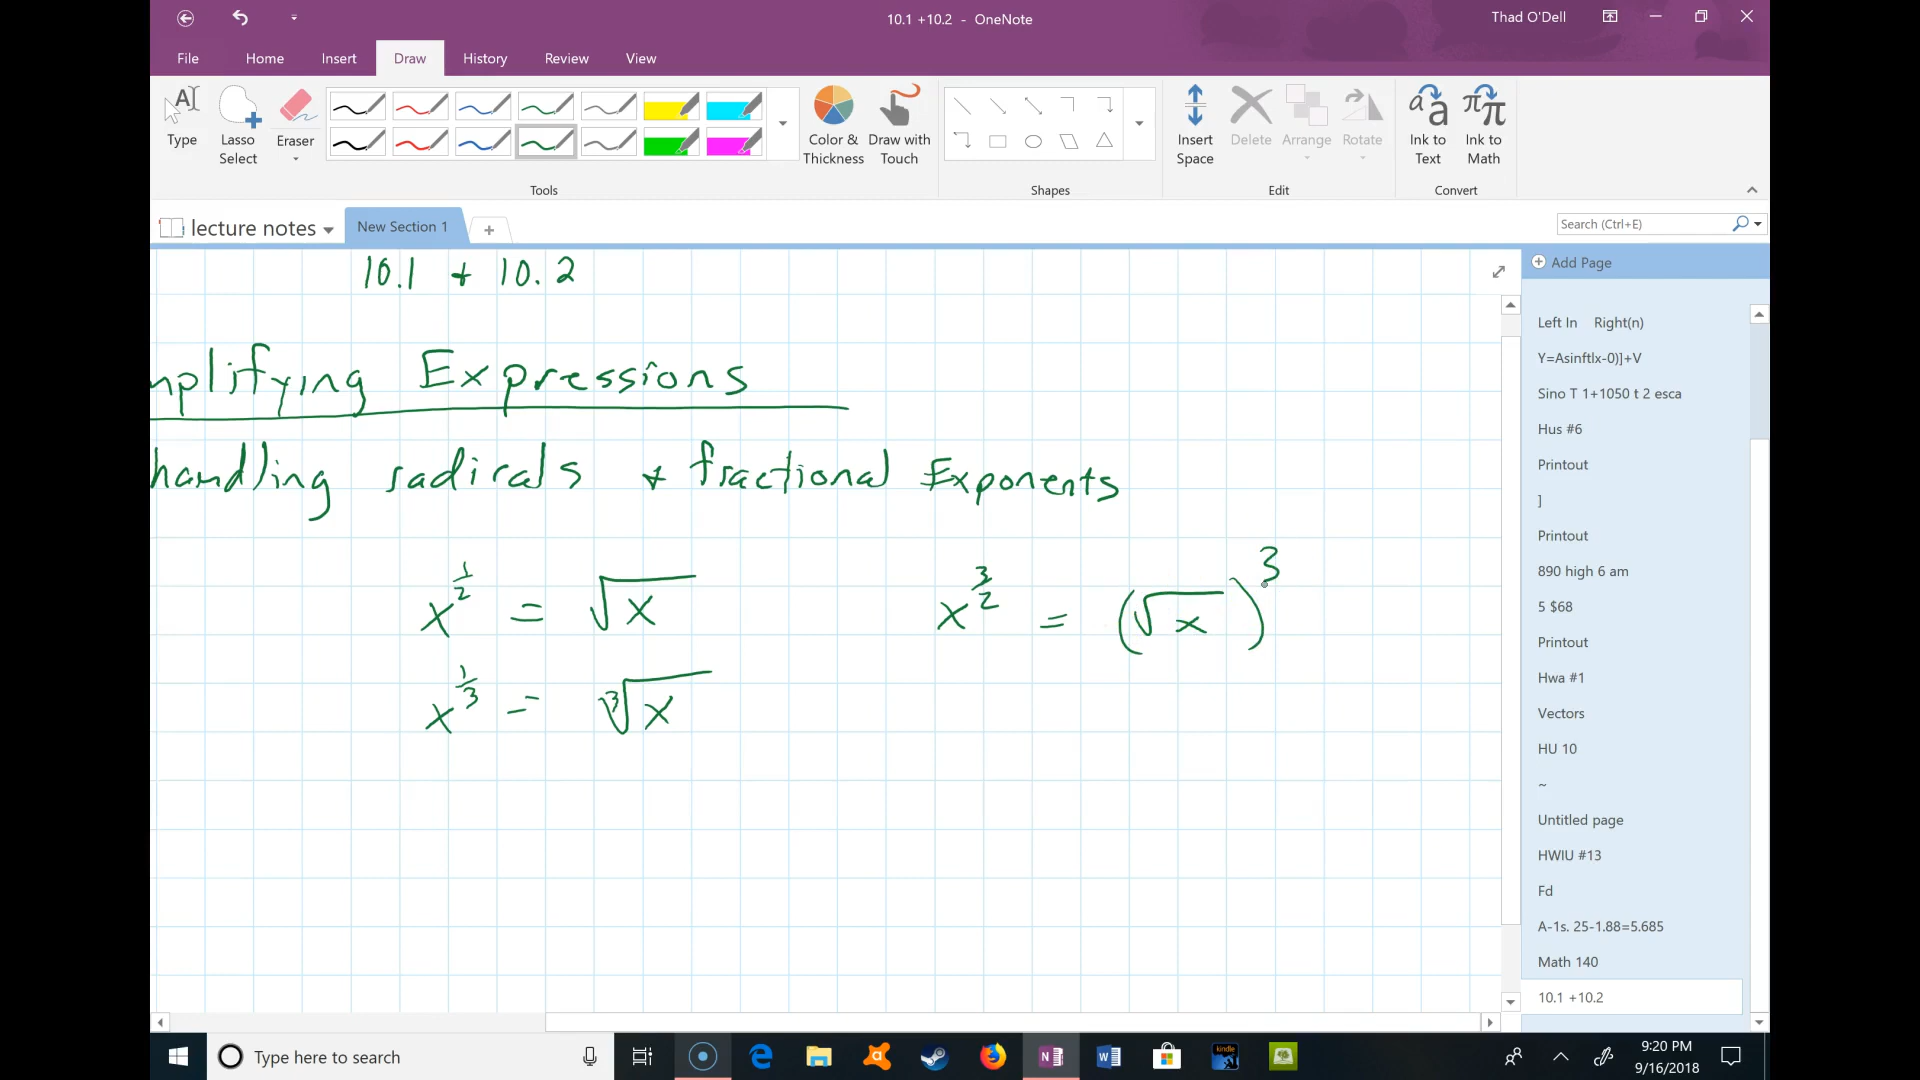 10.1 +10.2 - OneNote
Thad O'Dell
File Home Insert Draw History Review View
Type
Lasso Select
Eraser
Color & Thickness
Draw with Touch
Insert Space
Delete
Arrange
Rotate
Ink to Text
Ink to Math
Tools
Shapes
Edit
Convert
lecture notes
New Section 1
Search (Ctrl+E)
10.1 + 10.2
mplifying Expressions
handling radicals + fractional Exponents
x^{1/2} = √x
x^{3/2} = (√x)^3
x^{1/3} = ∛x
Add Page
Left In Right(n)
Y=Asinftlx-0)]+V
Sino T 1+1050 t 2 esca
Hus #6
Printout
]
Printout
890 high 6 am
5 $68
Printout
Hwa #1
Vectors
HU 10
~
Untitled page
HWIU #13
Fd
A-1s. 25-1.88=5.685
Math 140
10.1 +10.2
Type here to search
kindle
9:20 PM
9/16/2018